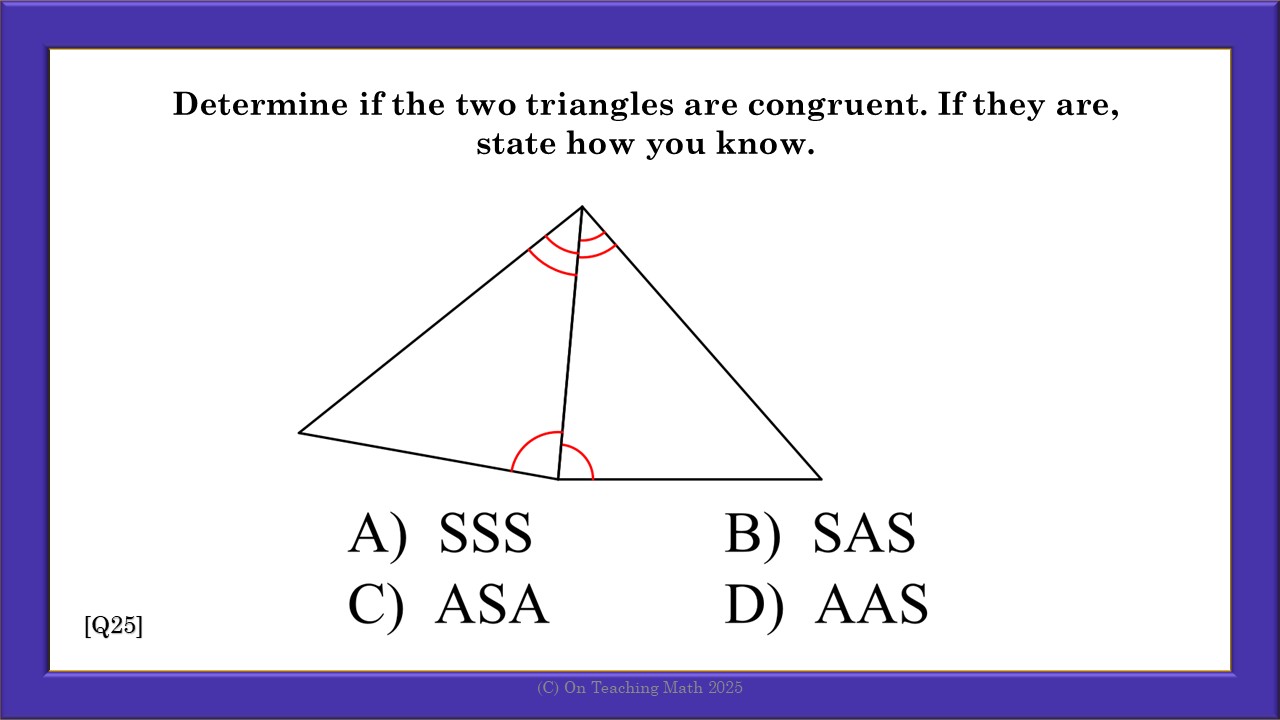 Determine if the two triangles are congruent. If they are,
state how you know.
A) SSS B) SAS
C) ASA D) AAS
[Q25]
(C) On Teaching Math 2025